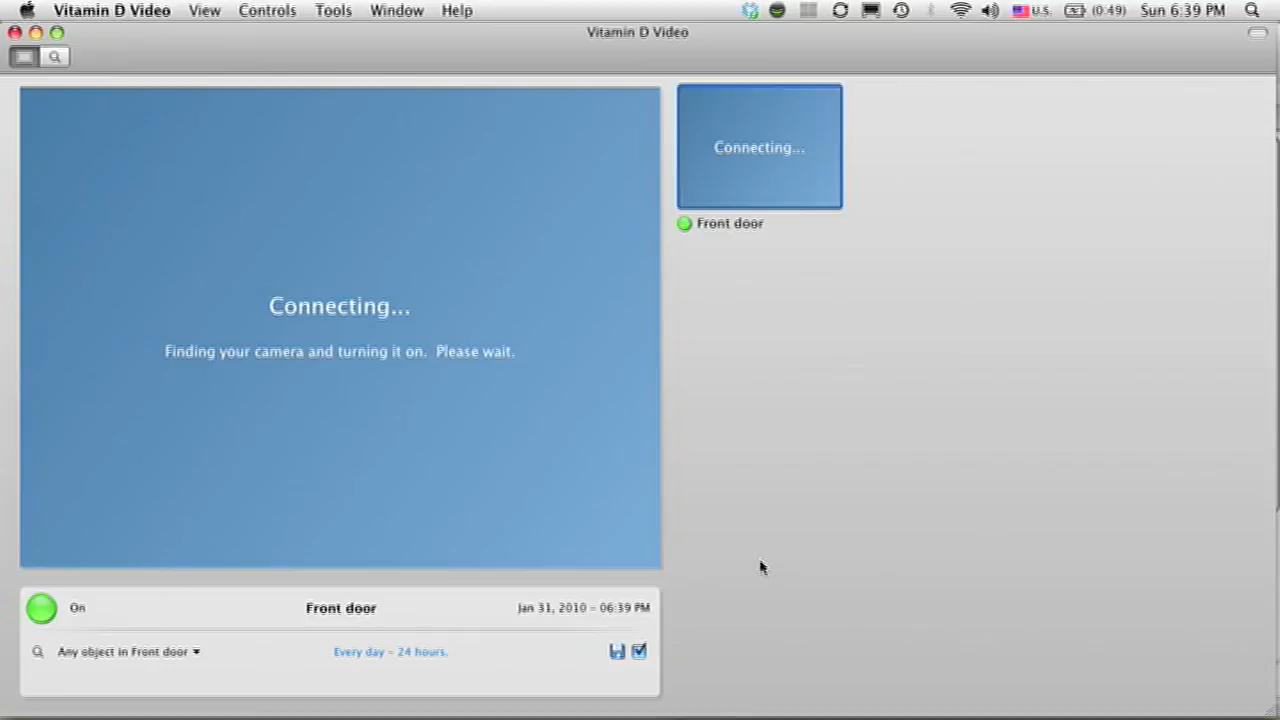 Vitamin D Video View Controls Tools Window Help U.S. (0:49) Sun 6:39 PM
Vitamin D Video
Connecting...
Front door
Connecting...
Finding your camera and turning it on. Please wait.
On Front door Jan 31, 2010 - 06:39 PM
Any object in Front door Every day - 24 hours.